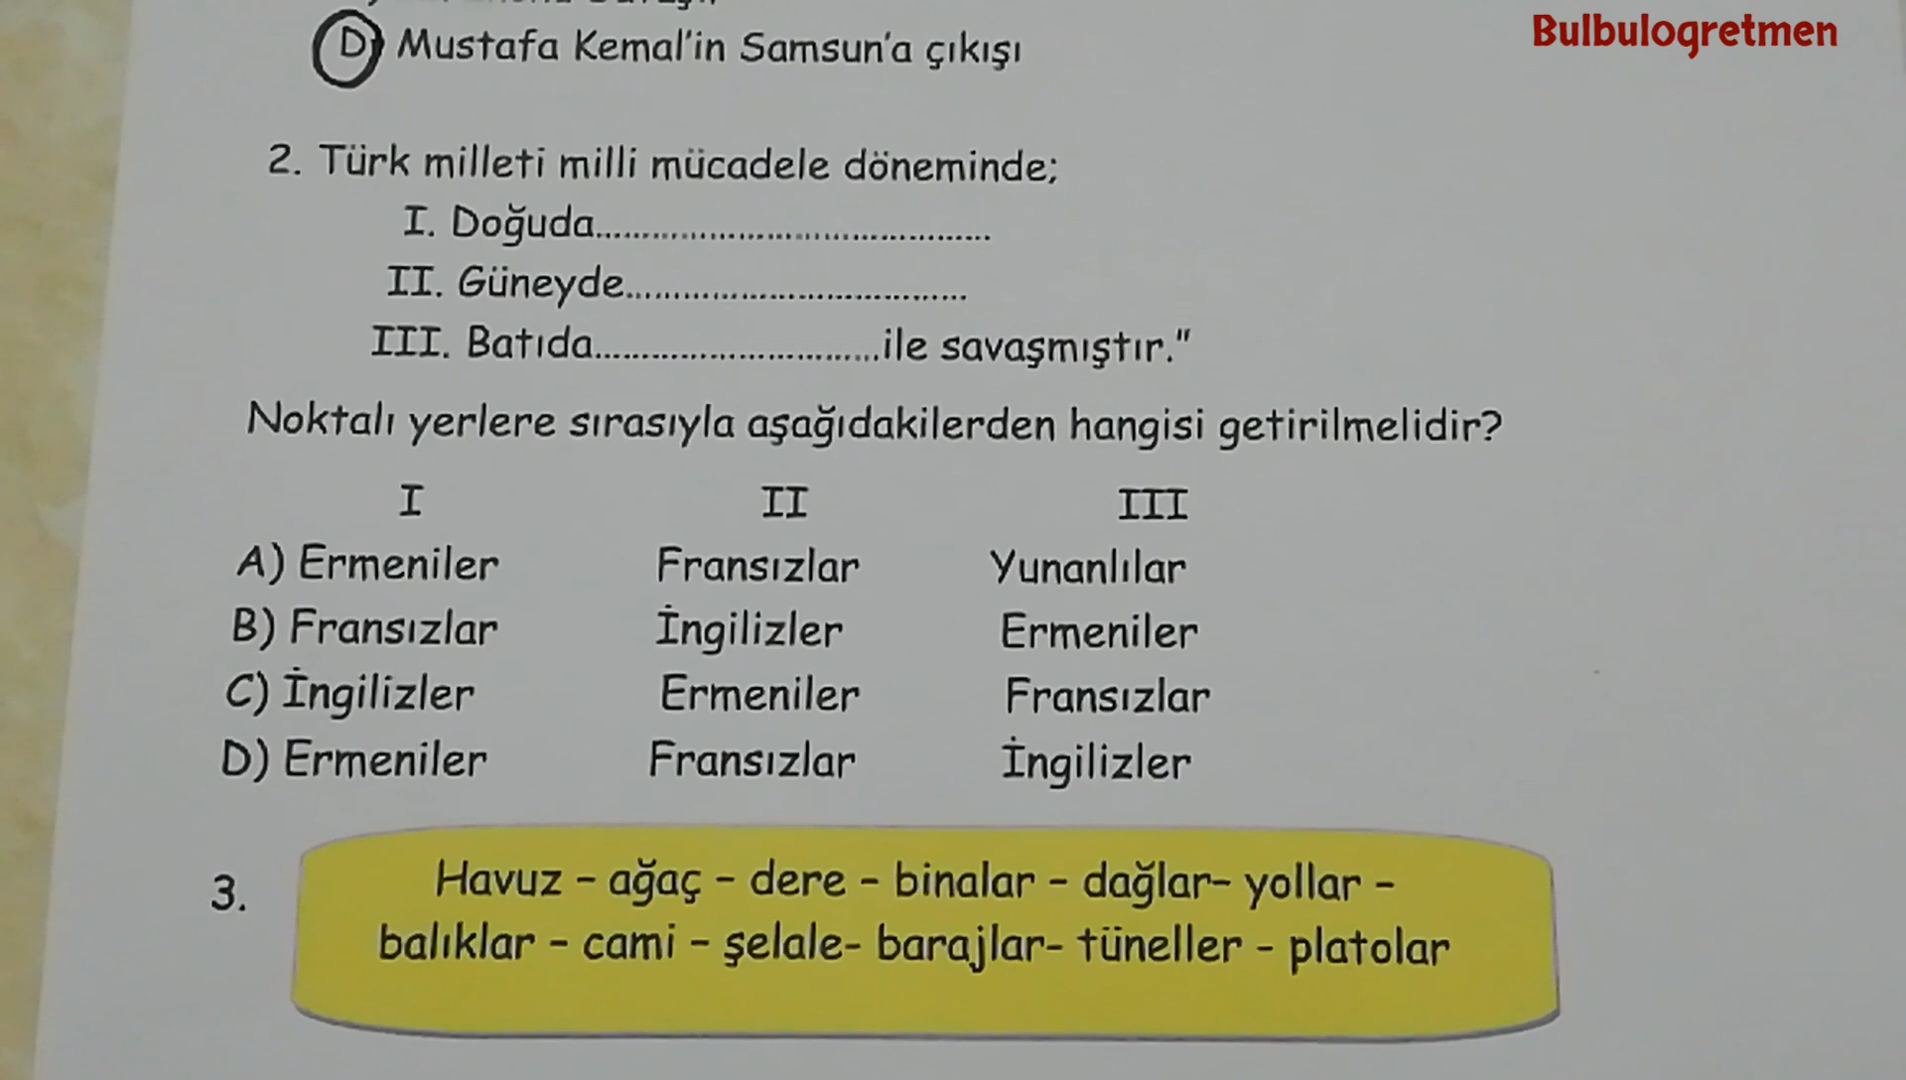 Bulbulogretmen
D) Mustafa Kemal'in Samsun'a çıkışı
2. Türk milleti milli mücadele döneminde;
I. Doğuda..........................................
II. Güneyde....................................
III. Batıda..............................ile savaşmıştır."
Noktalı yerlere sırasıyla aşağıdakilerden hangisi getirilmelidir?
I II III
A) Ermeniler Fransızlar Yunanlılar
B) Fransızlar İngilizler Ermeniler
C) İngilizler Ermeniler Fransızlar
D) Ermeniler Fransızlar İngilizler
3. Havuz - ağaç - dere - binalar - dağlar- yollar -
balıklar - cami - şelale- barajlar- tüneller - platolar